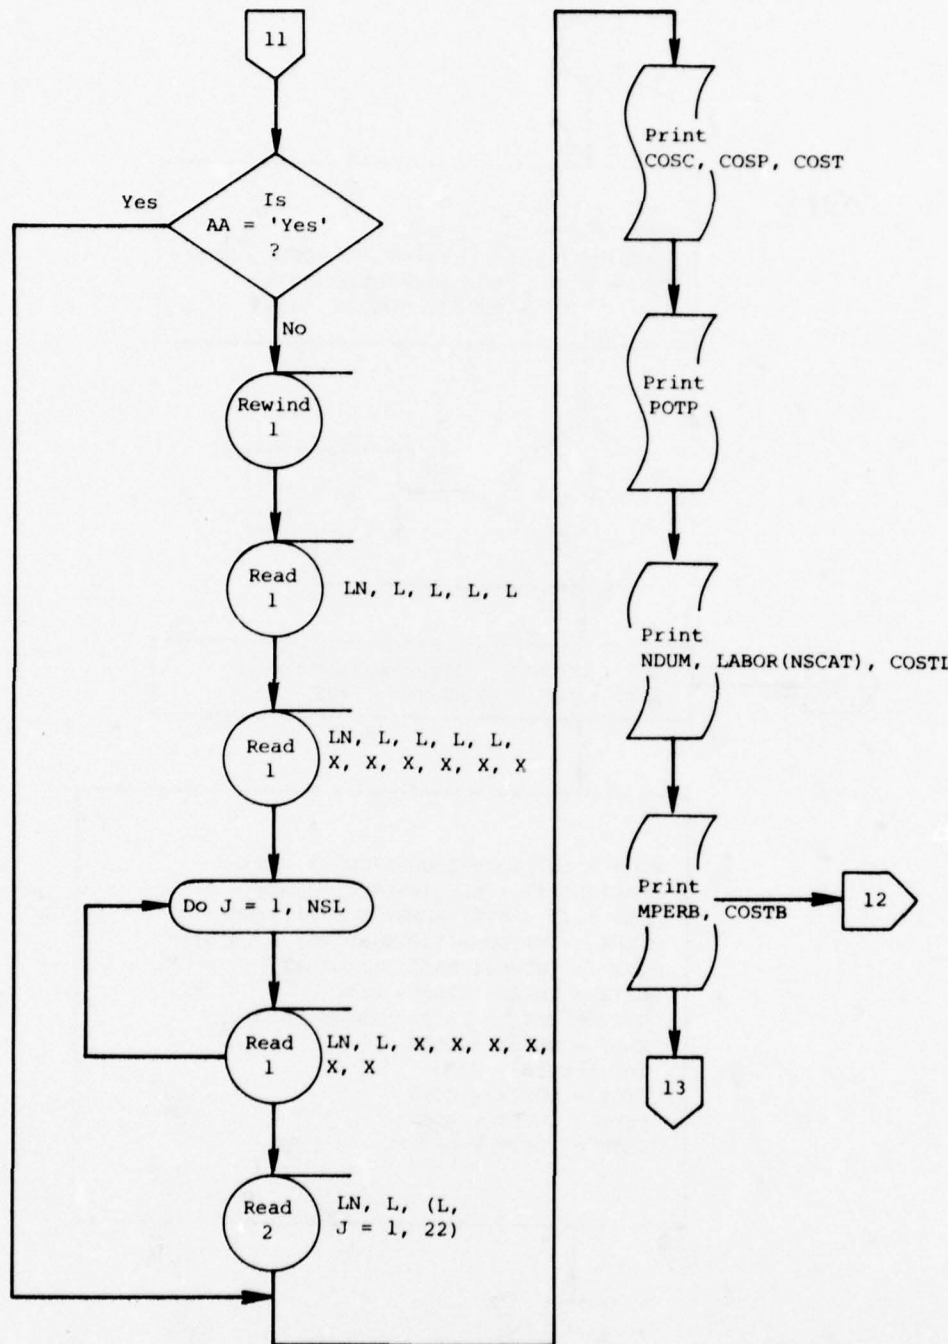 11
Is
AA = 'Yes'
?
Yes
No
Rewind
1
Read
1
LN, L, L, L, L
Read
1
LN, L, L, L, L,
X, X, X, X, X, X
Do J = 1, NSL
Read
1
LN, L, X, X, X, X,
X, X
Read
2
LN, L, (L,
J = 1, 22)
Print
COSC, COSP, COST
Print
POTP
Print
NDUM, LABOR(NSCAT), COSTL
Print
MPERB, COSTB
12
13